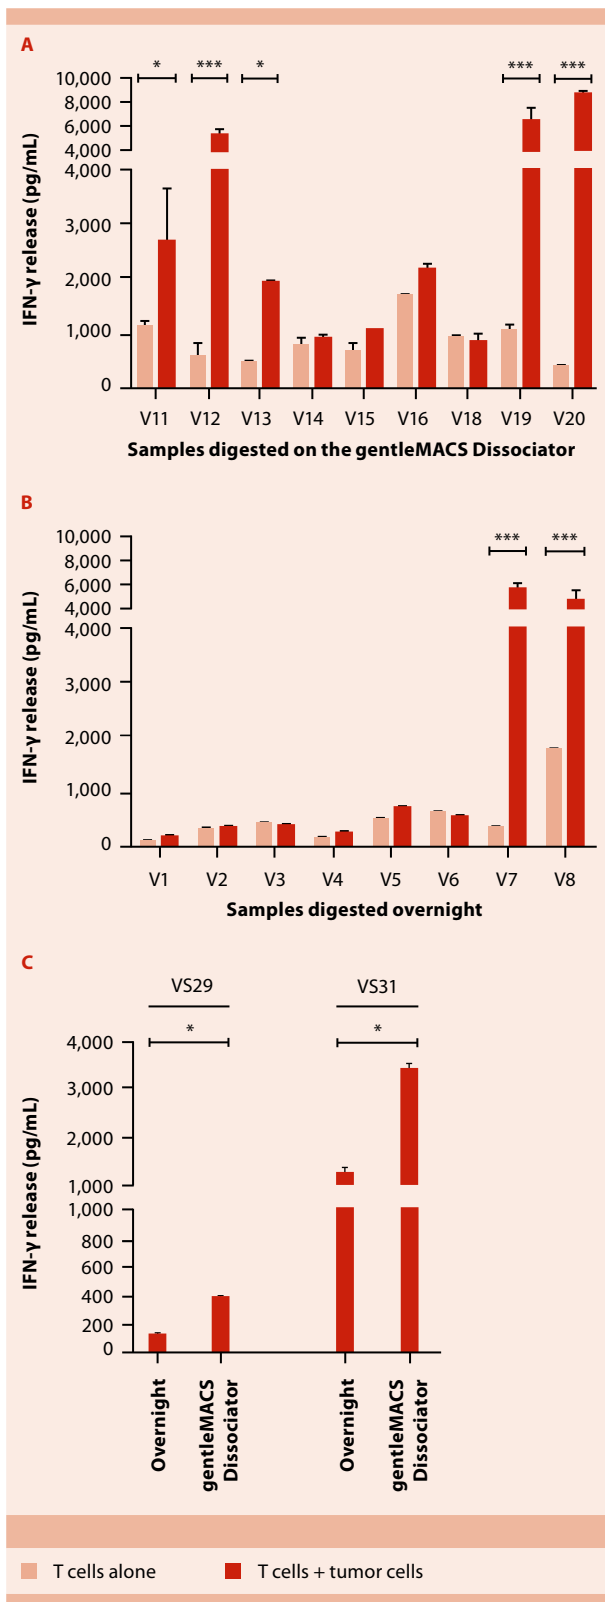 A
* *** * *** ***
10,000
8,000
6,000
4,000
4,000
3,000
2,000
1,000
0
IFN-γ release (pg/mL)
V11 V12 V13 V14 V15 V16 V18 V19 V20
Samples digested on the gentleMACS Dissociator
B
*** ***
10,000
8,000
6,000
4,000
4,000
3,000
2,000
1,000
0
IFN-γ release (pg/mL)
V1 V2 V3 V4 V5 V6 V7 V8
Samples digested overnight
C
VS29 VS31
* *
4,000
3,000
2,000
1,000
1,000
800
600
400
200
0
IFN-γ release (pg/mL)
Overnight
gentleMACS
Dissociator
Overnight
gentleMACS
Dissociator
T cells alone T cells + tumor cells